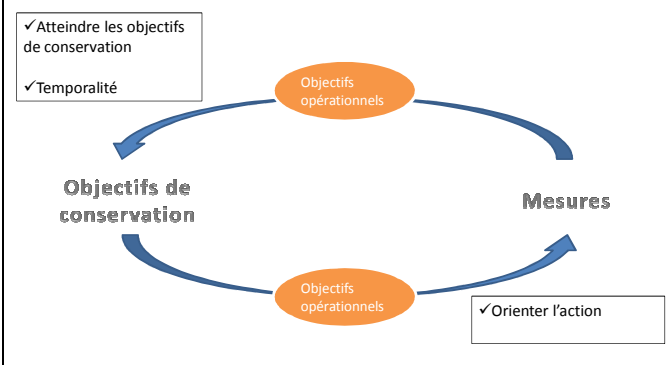 ✓Atteindre les objectifs
de conservation
✓Temporalité
Objectifs
opérationnels
Objectifs de
conservation
Mesures
Objectifs
opérationnels
✓Orienter l’action